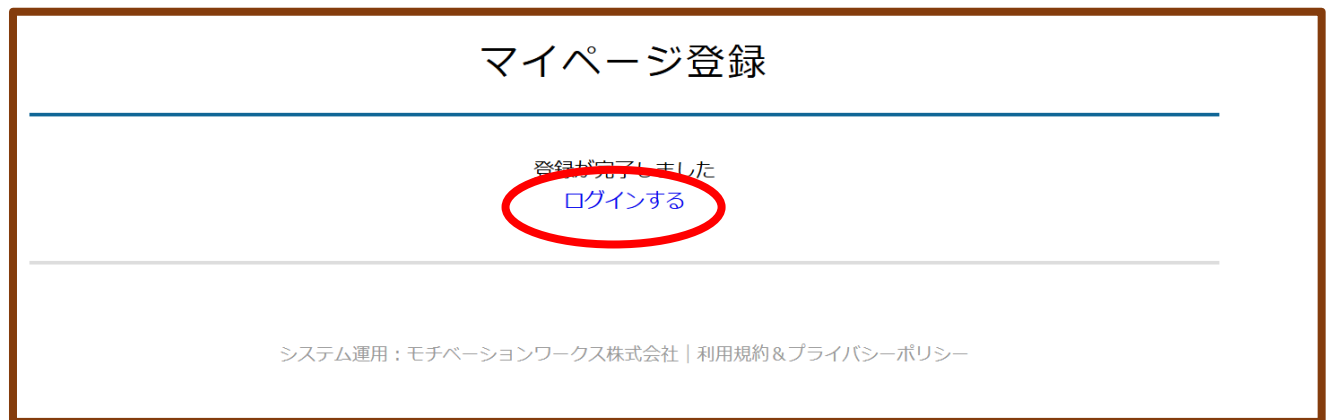 マイページ登録
登録が完了しました
ログインする
システム運用：モチベーションワークス株式会社｜利用規約＆プライバシーポリシー